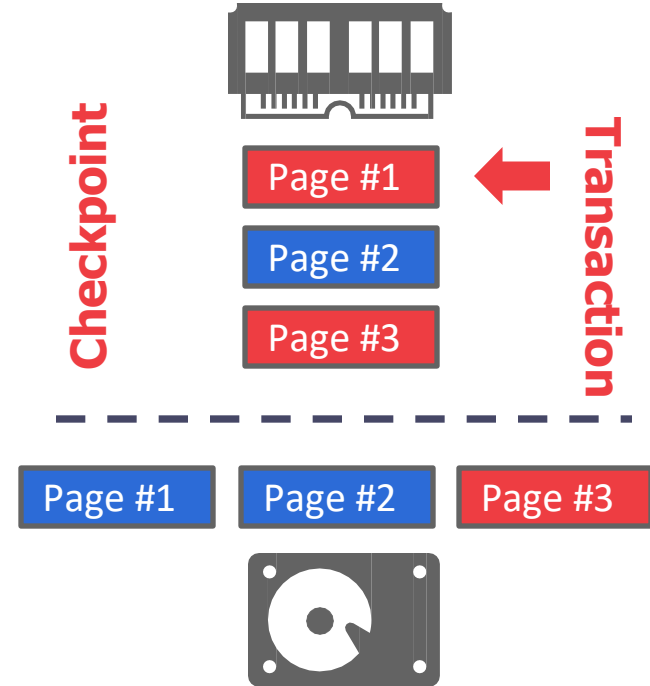 Checkpoint
Transaction
Page #1
Page #2
Page #3
Page #1
Page #2
Page #3